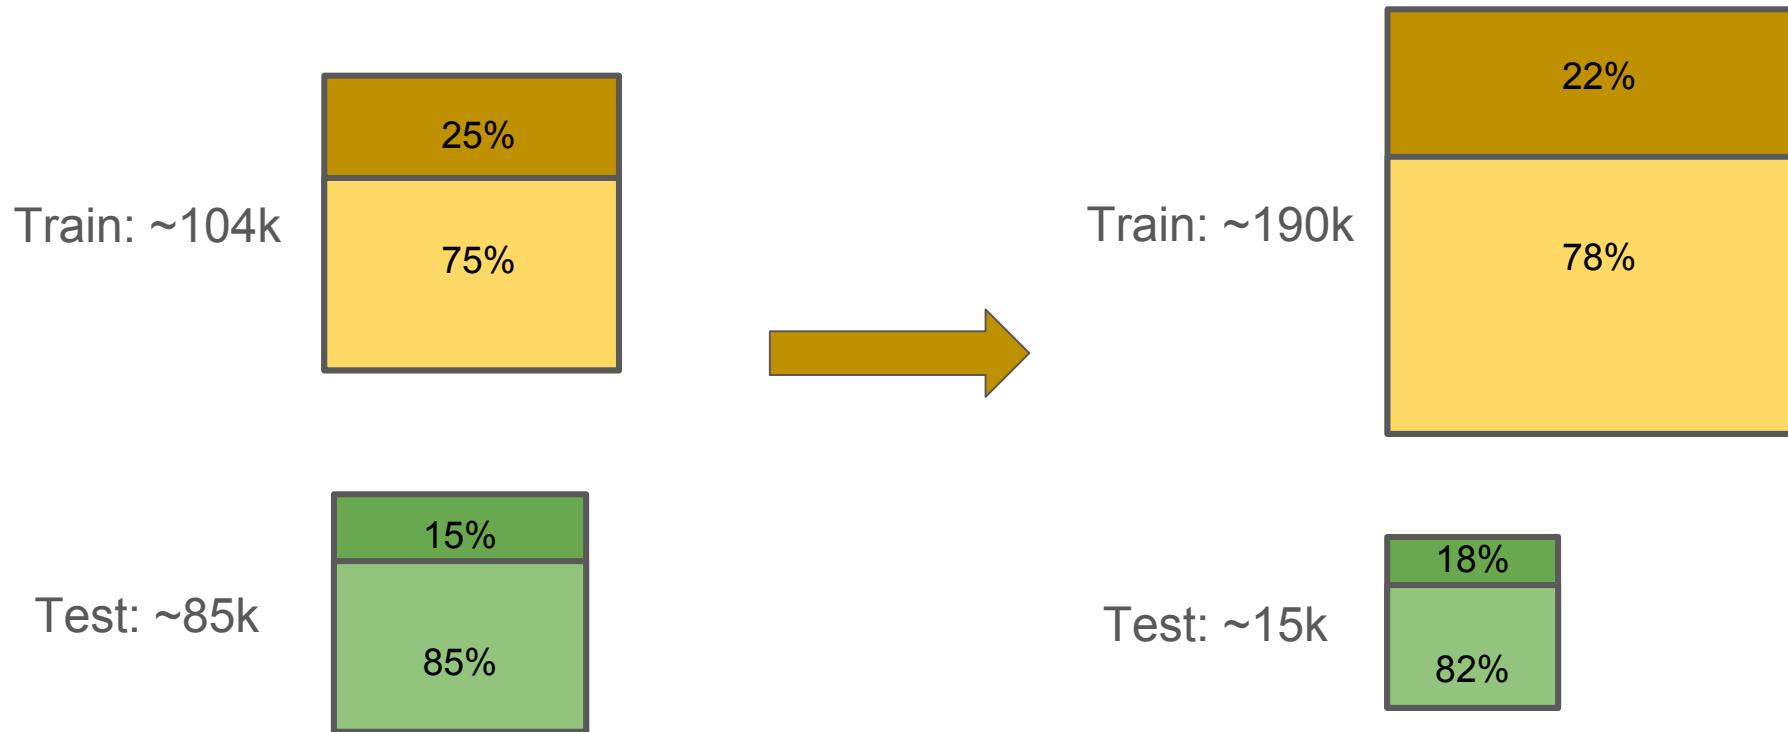 Train: ~104k
25%
75%
Test: ~85k
15%
85%
Train: ~190k
22%
78%
Test: ~15k
18%
82%